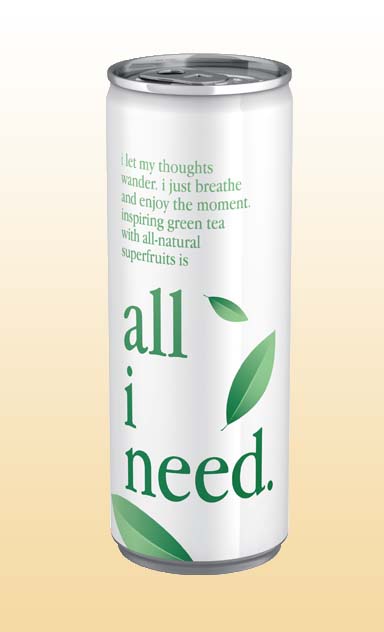 i let my thoughts
wander. i just breathe
and enjoy the moment.
inspiring green tea
with all-natural
superfruits is
all
i
need.